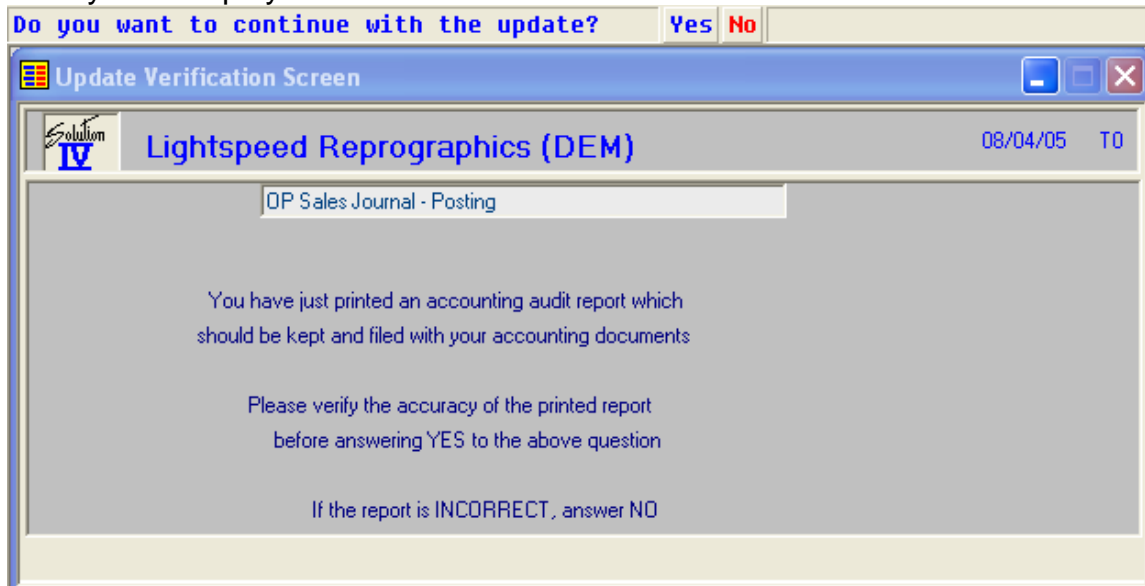 Do you want to continue with the update? Yes No
Update Verification Screen
Solution IV Lightspeed Reprographics (DEM) 08/04/05 T0
OP Sales Journal - Posting
You have just printed an accounting audit report which
should be kept and filed with your accounting documents
Please verify the accuracy of the printed report
before answering YES to the above question
If the report is INCORRECT, answer NO